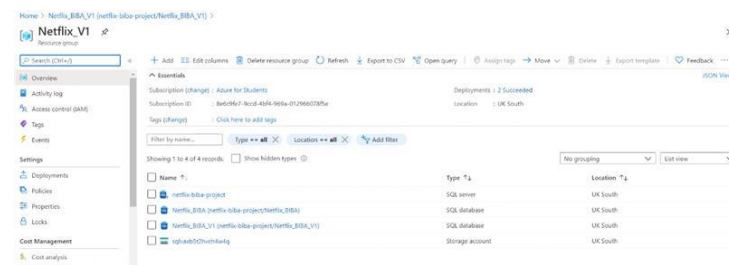 Home > Netflix_BIBA_V1 (netflix-biba-project/Netflix_BIBA_V1) >
Netflix_V1
Resource group
Search (Ctrl+/)
Add Edit columns Delete resource group Refresh Export to CSV Open query Assign tags Move Delete Export template Feedback ...
Overview
Activity log
Access control (IAM)
Tags
Events
Settings
Deployments
Policies
Properties
Locks
Cost Management
Cost analysis
Essentials
JSON View
Subscription (change) : Azure for Students
Deployments : 2 Succeeded
Subscription ID :
Location : UK South
Tags (change) : Click here to add tags
Filter by name... Type == all Location == all Add filter
Showing 1 to 4 of 4 records. Show hidden types
No grouping List view
Name Type Location
netflix-biba-project SQL server UK South
Netflix_BIBA (netflix-biba-project/Netflix_BIBA) SQL database UK South
Netflix_BIBA_V1 (netflix-biba-project/Netflix_BIBA_V1) SQL database UK South
Storage account UK South